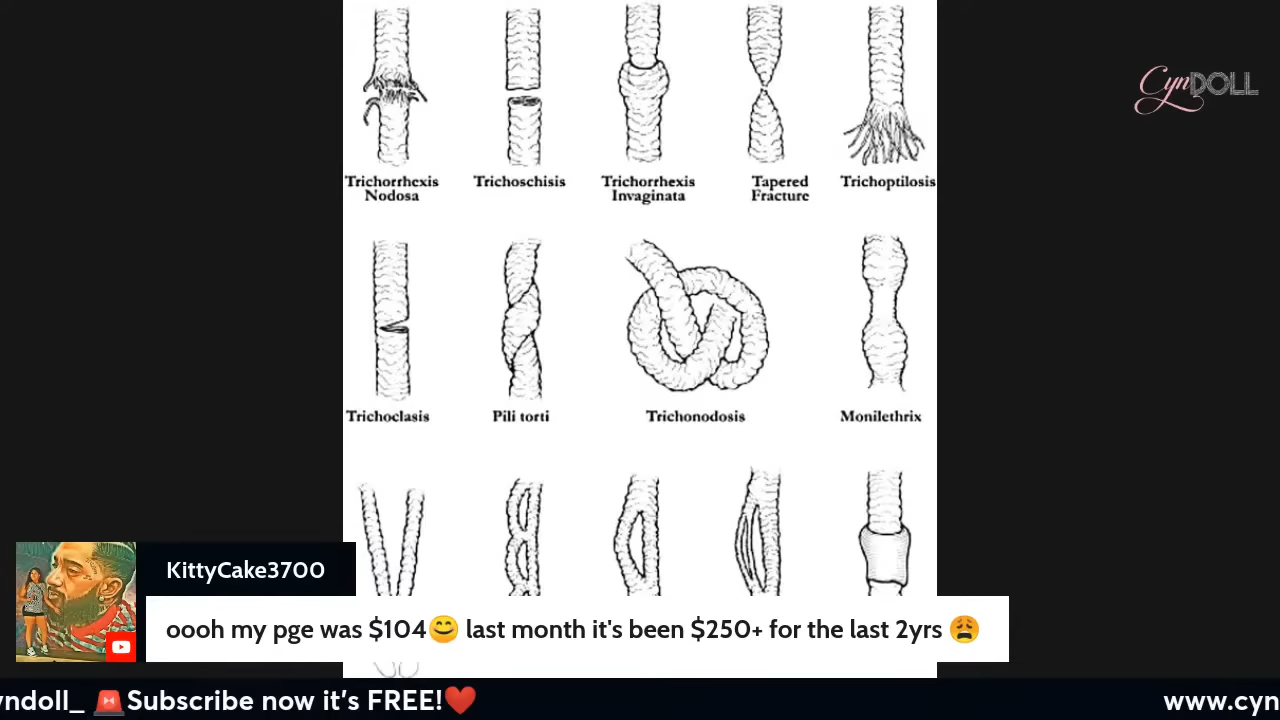 CynDOLL
Trichorrhexis
Nodosa
Trichoschisis
Trichorrhexis
Invaginata
Tapered
Fracture
Trichoptilosis
Trichoclasis
Pili torti
Trichonodosis
Monilethrix
KittyCake3700
oooh my pge was $104😊 last month it's been $250+ for the last 2yrs 😩
yndoll_ 🚨Subscribe now it's FREE!❤️ www.cyn